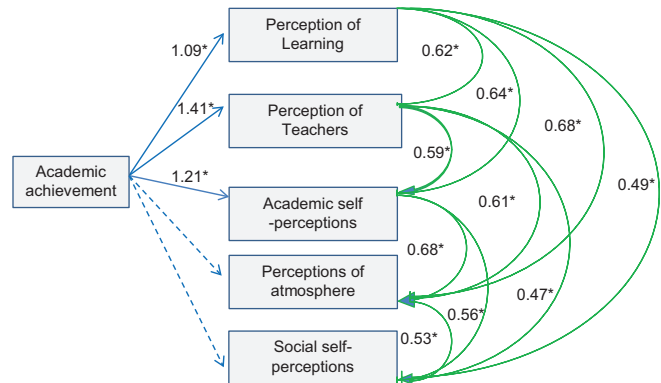 Perception of
Learning
1.09*
0.62*
0.64*
1.41*
Perception of
Teachers
0.68*
0.59*
Academic
achievement
1.21*
0.49*
Academic self
-perceptions
0.61*
0.68*
Perceptions of
atmosphere
0.47*
0.56*
0.53*
Social self-
perceptions